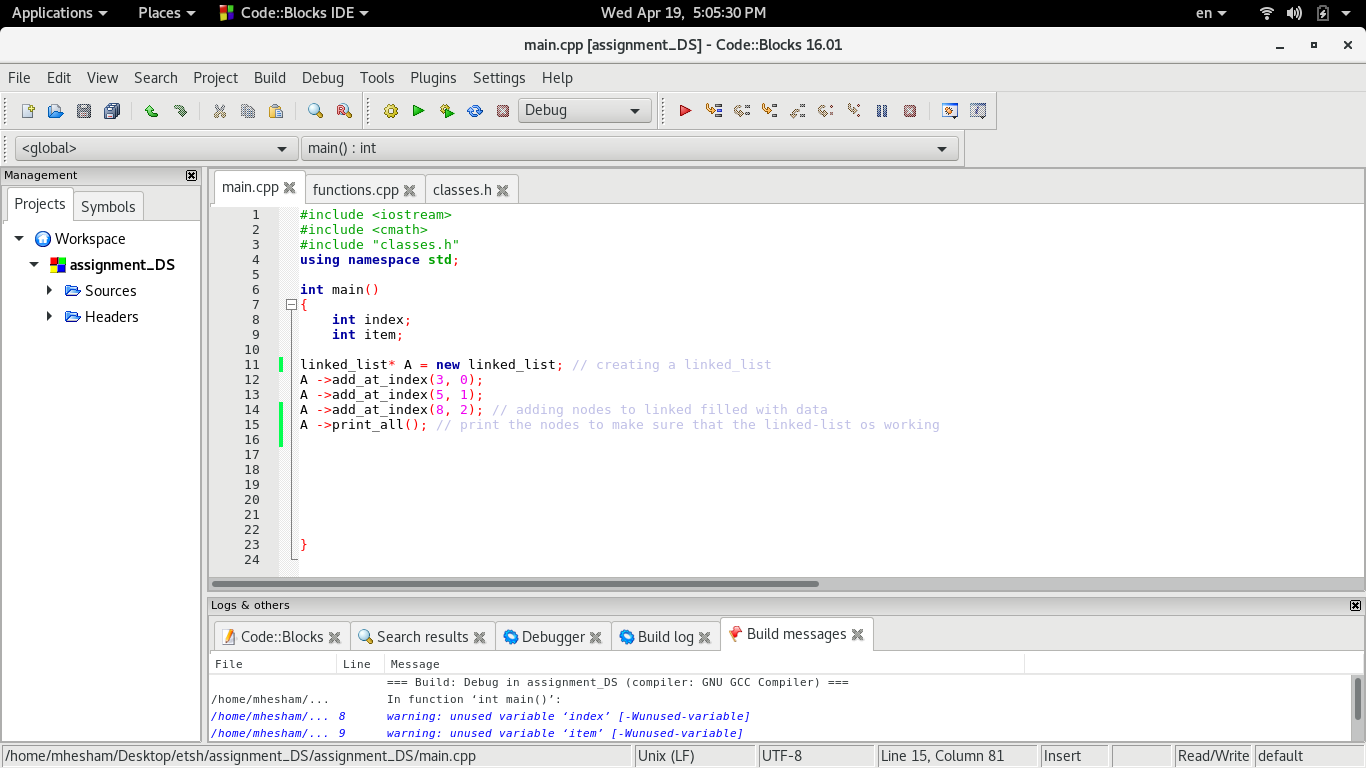 Applications Places Code::Blocks IDE Wed Apr 19, 5:05:30 PM en
main.cpp [assignment_DS] - Code::Blocks 16.01
File Edit View Search Project Build Debug Tools Plugins Settings Help
Debug
<global> main() : int
Management
Projects Symbols
Workspace
assignment_DS
Sources
Headers
main.cpp functions.cpp classes.h
1 #include <iostream>
2 #include <cmath>
3 #include "classes.h"
4 using namespace std;
5
6 int main()
7 {
8 int index;
9 int item;
10
11 linked_list* A = new linked_list; // creating a linked_list
12 A ->add_at_index(3, 0);
13 A ->add_at_index(5, 1);
14 A ->add_at_index(8, 2); // adding nodes to linked filled with data
15 A ->print_all(); // print the nodes to make sure that the linked-list os working
16
17
18
19
20
21
22
23 }
24
Logs & others
Code::Blocks Search results Debugger Build log Build messages
File Line Message
=== Build: Debug in assignment_DS (compiler: GNU GCC Compiler) ===
/home/mhesham/... In function ‘int main()’:
/home/mhesham/... 8 warning: unused variable ‘index’ [-Wunused-variable]
/home/mhesham/... 9 warning: unused variable ‘item’ [-Wunused-variable]
/home/mhesham/Desktop/etsh/assignment_DS/assignment_DS/main.cpp Unix (LF) UTF-8 Line 15, Column 81 Insert Read/Write default